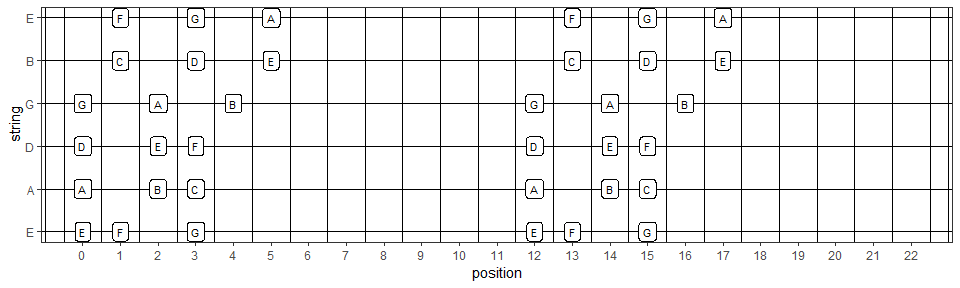 E F G A F G A
B C D E C D E
G G A B G A B
D D E F D E F
A A B C A B C
E E F G E F G
string
0 1 2 3 4 5 6 7 8 9 10 11 12 13 14 15 16 17 18 19 20 21 22
position